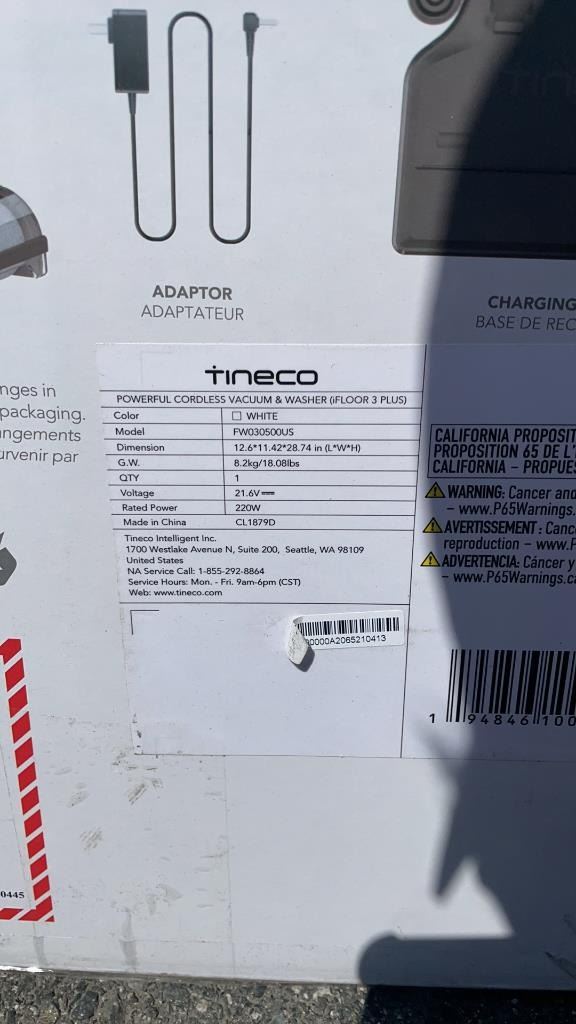 TINECO
ADAPTOR
ADAPTATEUR
CHARGING
BASE DE
nges in
packaging.
angements
urvenir par
TINECO
POWERFUL CORDLESS VACUUM & WASHER (iFLOOR 3 PLUS)
Color ☐ WHITE
Model FW030500US
Dimension 12.6*11.42*28.74 in (L*W*H)
G.W. 8.2kg/18.08lbs
QTY 1
Voltage 21.6V⎓
Rated Power 220W
Made in China CL1879D
Tineco Intelligent Inc.
1700 Westlake Avenue N, Suite 200, Seattle, WA 98109
United States
NA Service Call: 1-855-292-8864
Service Hours: Mon. - Fri. 9am-6pm (CST)
Web: www.tineco.com
00000A2065210413
CALIFORNIA PROPOSIT
PROPOSITION 65 DE L'
CALIFORNIA – PROPUES
WARNING: Cancer and
– www.P65Warnings.
AVERTISSEMENT: Canc
reproduction – www.P
ADVERTENCIA: Cáncer y
– www.P65Warnings.ca
1 94846 100
0445